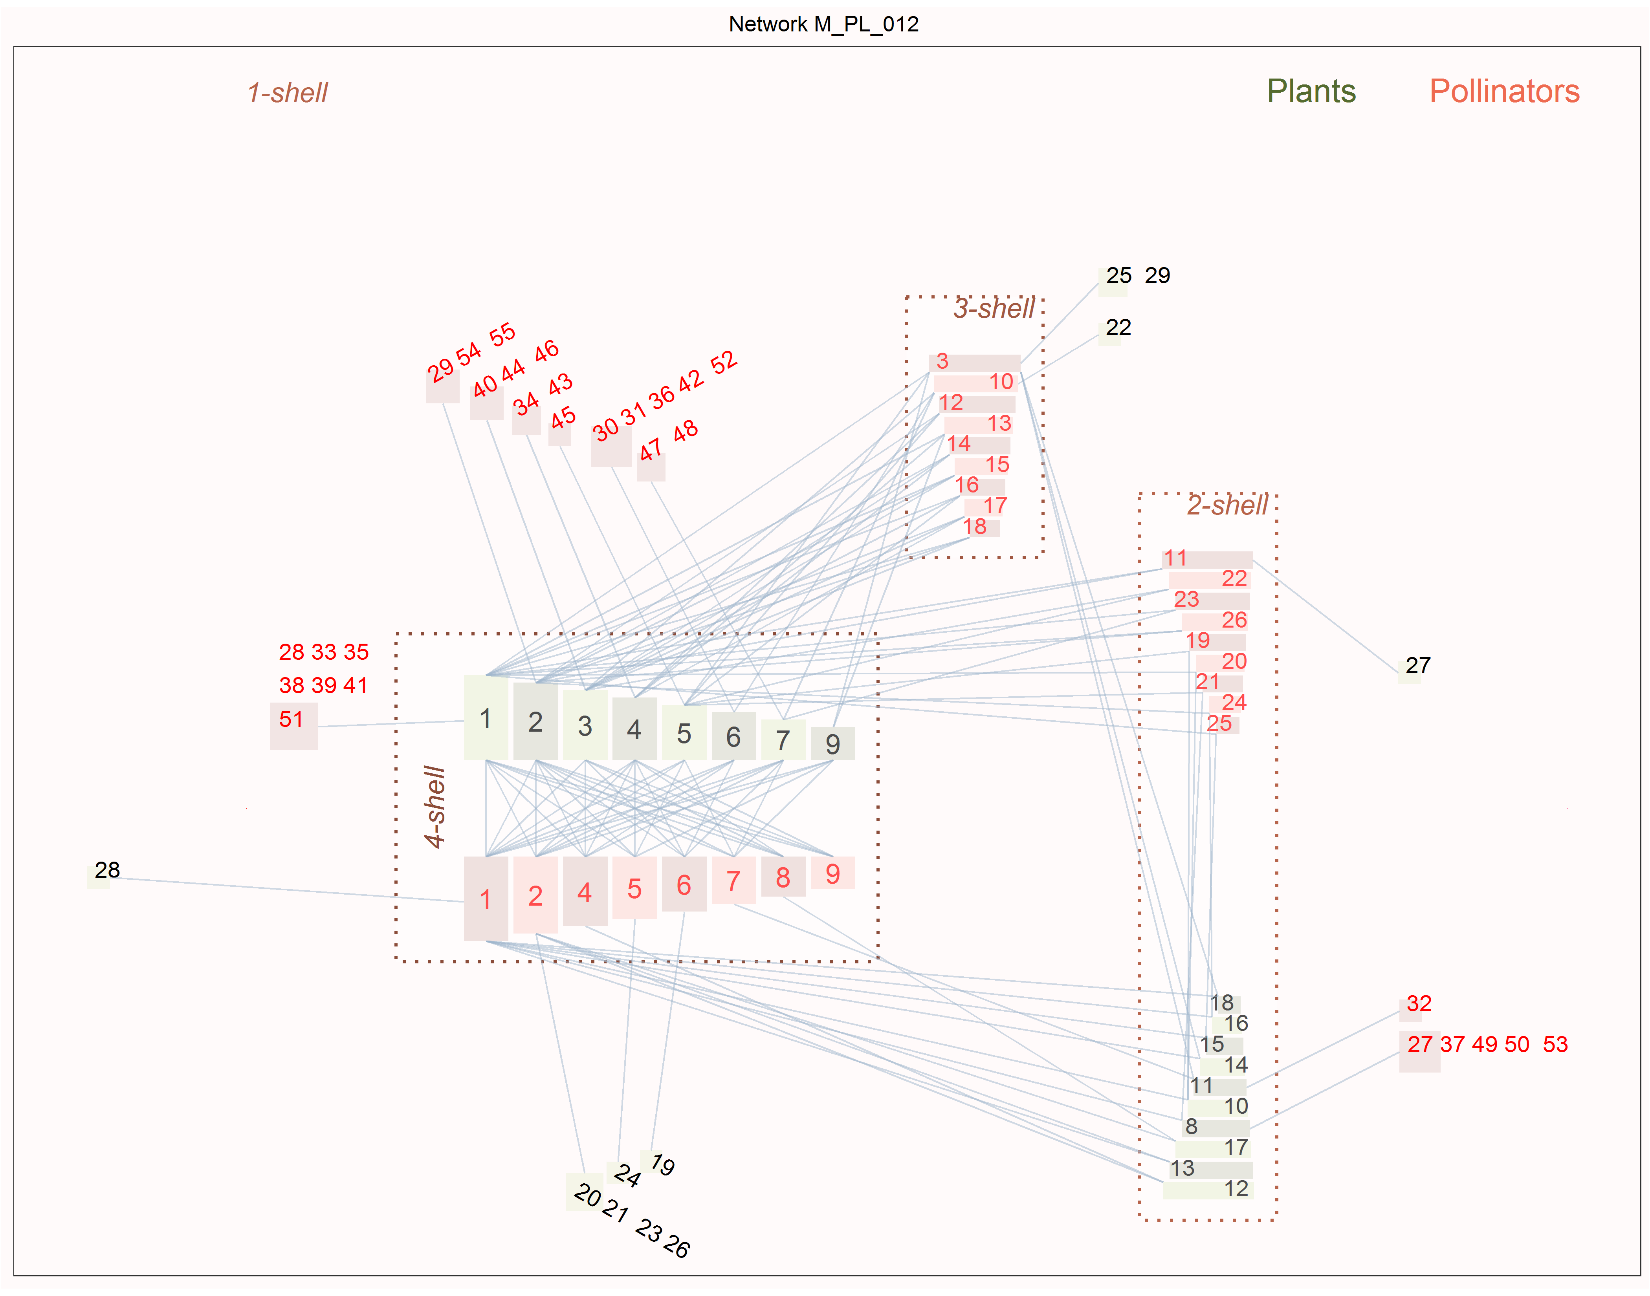 Network M_PL_012
1-shell
Plants Pollinators
25 29
3-shell
22
29 54 55
40 44 46
34 43
45
30 31 36 42 52
47 48
3
10
12
13
14
15
16
17
18
2-shell
11
22
23
26
19
20
21
24
25
27
28 33 35
38 39 41
51
1 2 3 4 5 6 7 9
4-shell
28
1 2 4 5 6 7 8 9
18
16
15
14
11
10
8
17
13
12
32
27 37 49 50 53
19
24
20 21 23 26